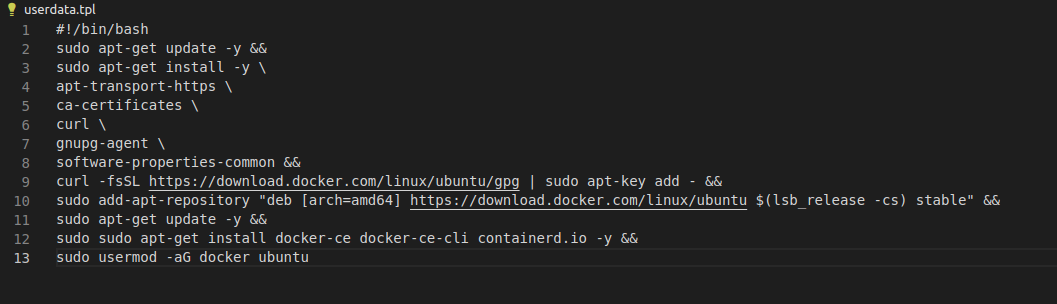 userdata.tpl
1 #!/bin/bash
2 sudo apt-get update -y &&
3 sudo apt-get install -y \
4 apt-transport-https \
5 ca-certificates \
6 curl \
7 gnupg-agent \
8 software-properties-common &&
9 curl -fsSL https://download.docker.com/linux/ubuntu/gpg | sudo apt-key add - &&
10 sudo add-apt-repository "deb [arch=amd64] https://download.docker.com/linux/ubuntu $(lsb_release -cs) stable" &&
11 sudo apt-get update -y &&
12 sudo sudo apt-get install docker-ce docker-ce-cli containerd.io -y &&
13 sudo usermod -aG docker ubuntu